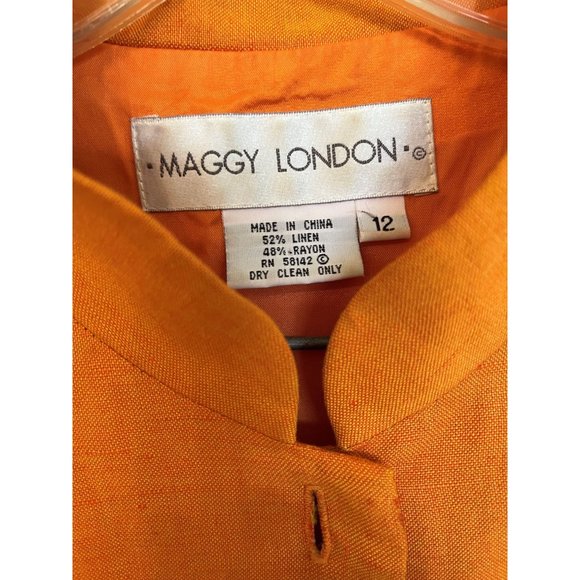 ·MAGGY LONDON·©
MADE IN CHINA
52% LINEN
48% RAYON
RN 58142 ©
DRY CLEAN ONLY
12